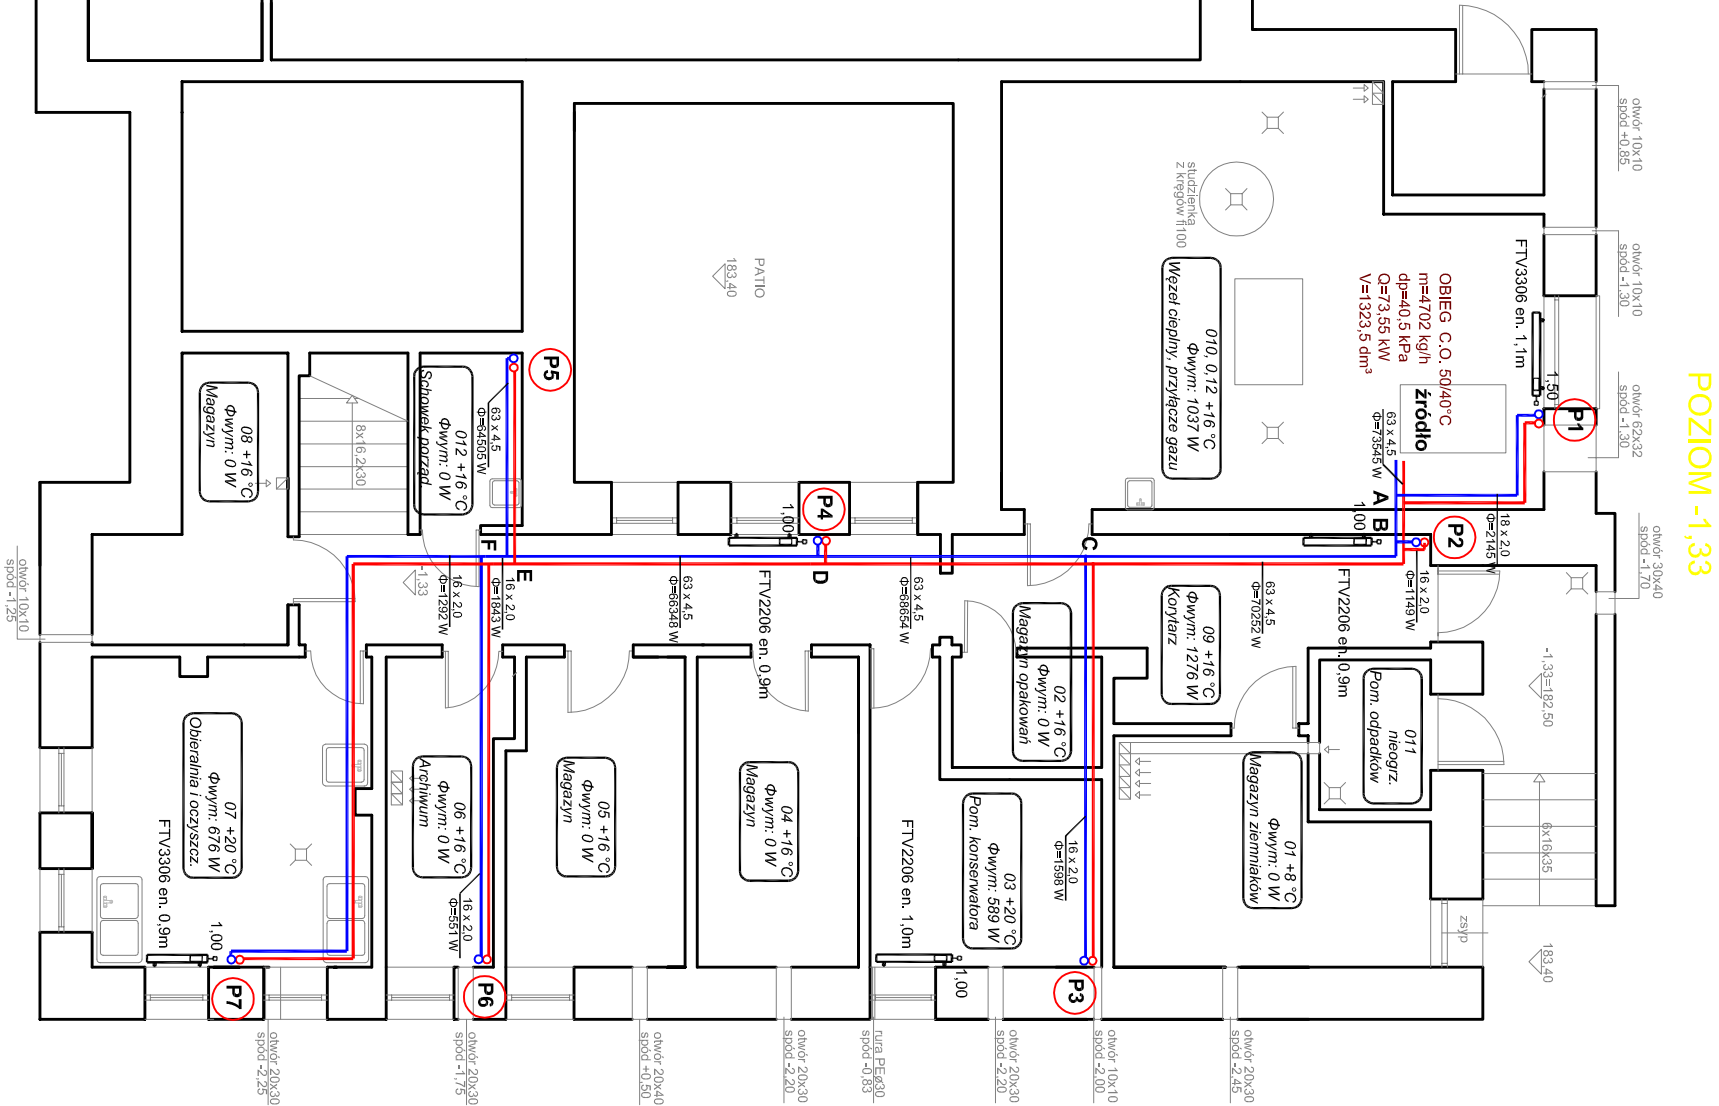 POZIOM -1,33
otwór 10x10
spód +0,85
otwór 10x10
spód -1,30
otwór 62x32
spód -1,30
otwór 30x40
spód -1,70
-1,33=182,50
183,40
6x16x35
zsyp
FTV3306 en. 1,1m
1,50
P1
OBIEG C.O. 50/40°C
m=4702 kg/h
dp=40,5 kPa
Q=73,55 kW
V=1323,5 dm³
źródło
63 x 4,5
Φ=73545 W
A
B
18 x 2,0
Φ=2145 W
P2
1,00
16 x 2,0
Φ=1149 W
FTV2206 en. 0,9m
studzienka
z kręgów fi100
010, 0,12 +16 °C
Φwym: 1037 W
Węzeł cieplny, przyłącze gazu
09 +16 °C
Φwym: 1276 W
Korytarz
63 x 4,5
Φ=70252 W
011
nieogrz.
Pom. odpadków
01 +8 °C
Φwym: 0 W
Magazyn ziemniaków
C
02 +16 °C
Φwym: 0 W
Magazyn opakowań
16 x 2,0
Φ=1598 W
03 +20 °C
Φwym: 589 W
Pom. konserwatora
FTV2206 en. 1,0m
1,00
P3
63 x 4,5
Φ=68654 W
PATIO
183,40
P4
1,00
D
FTV2206 en. 0,9m
63 x 4,5
Φ=66348 W
04 +16 °C
Φwym: 0 W
Magazyn
05 +16 °C
Φwym: 0 W
Magazyn
P5
63 x 4,5
Φ=64505 W
012 +16 °C
Φwym: 0 W
Schowek porząd.
E
F
16 x 2,0
Φ=1843 W
16 x 2,0
Φ=1292 W
-1,33
8x16,2x30
08 +16 °C
Φwym: 0 W
Magazyn
06 +16 °C
Φwym: 0 W
Archiwum
16 x 2,0
Φ=551 W
P6
07 +20 °C
Φwym: 676 W
Obieralnia i oczyszcz.
FTV3306 en. 0,9m
1,00
P7
otwór 10x10
spód -1,25
otwór 20x30
spód -2,45
otwór 10x10
spód -2,00
otwór 20x30
spód -2,20
rura PEø30
spód -0,83
otwór 20x30
spód -2,20
otwór 20x40
spód +0,50
otwór 20x30
spód -1,75
otwór 20x30
spód -2,25